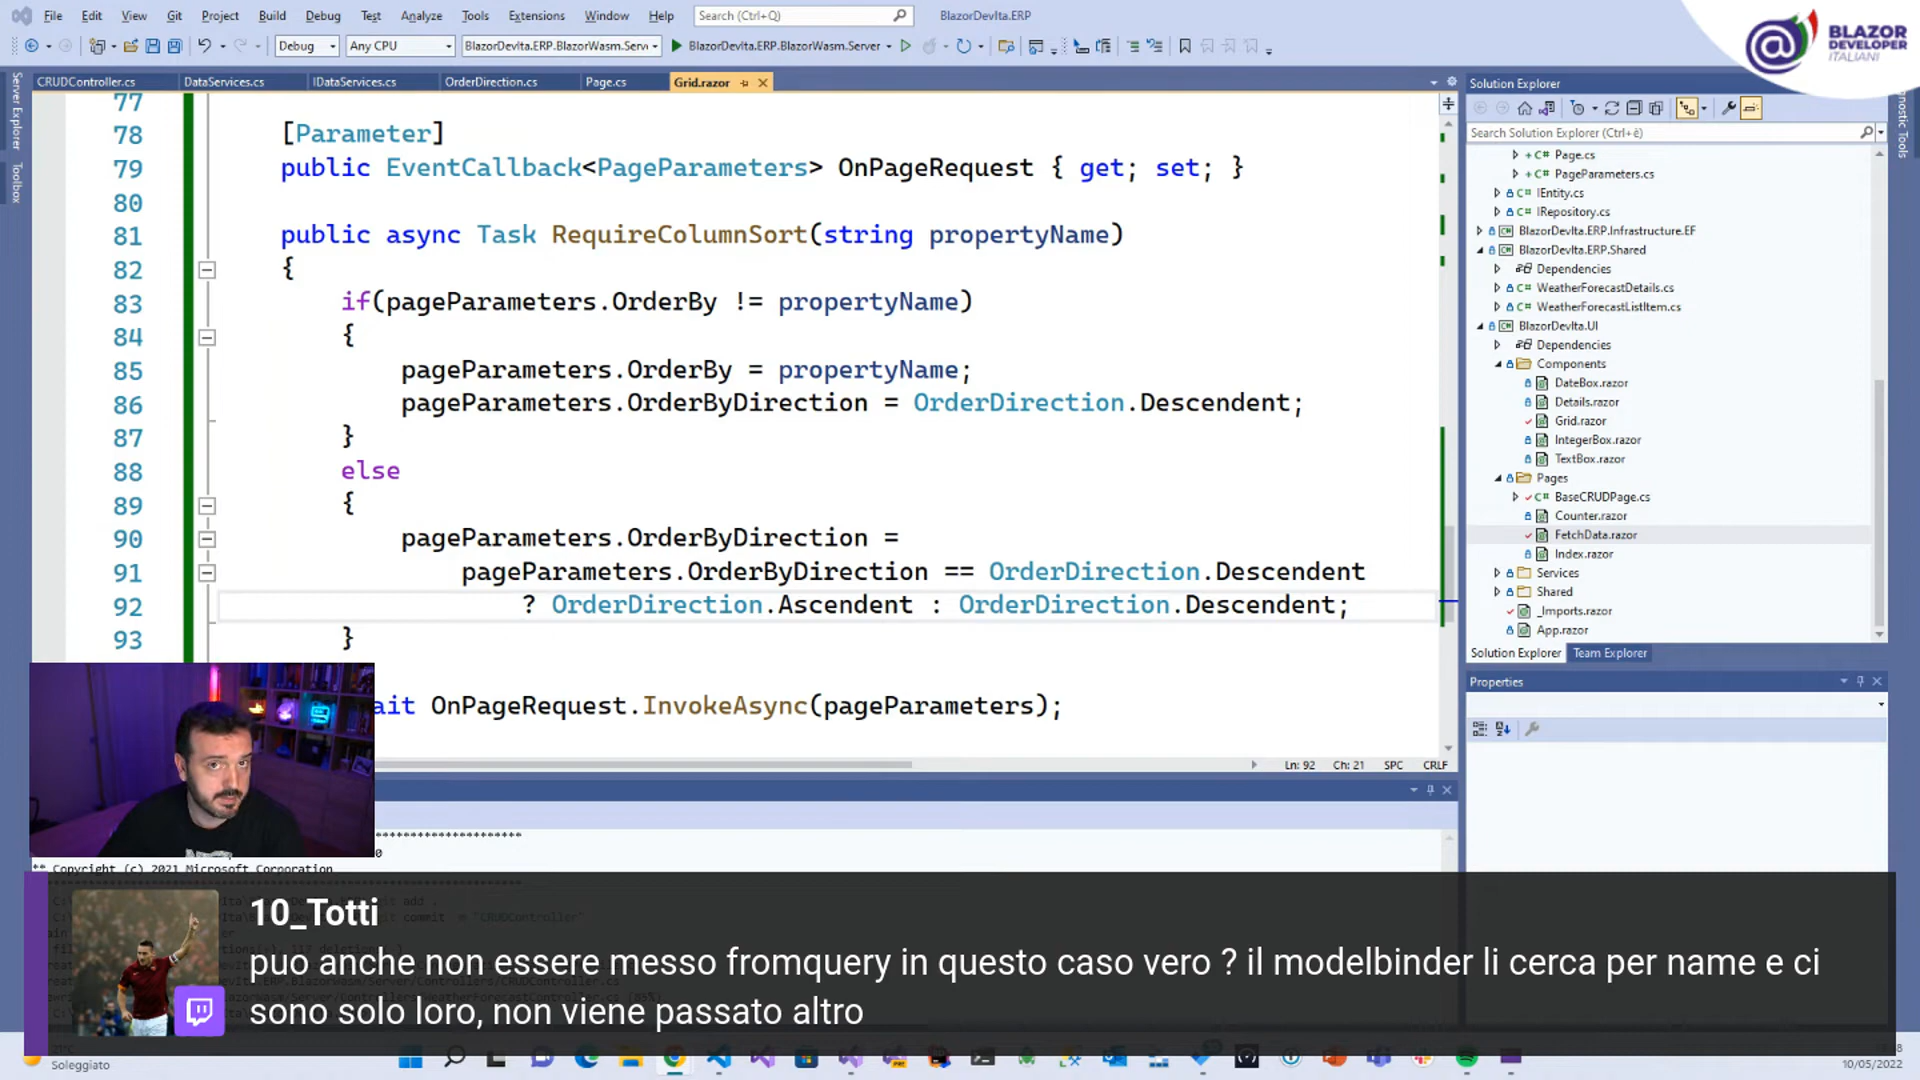 File Edit View Git Project Build Debug Test Analyze Tools Extensions Window Help Search (Ctrl+Q) BlazorDevIta.ERP
Debug Any CPU BlazorDevIta.ERP.BlazorWasm.Serv BlazorDevIta.ERP.BlazorWasm.Server
BLAZOR
DEVELOPER
ITALIANI
CRUDController.cs DataServices.cs IDataServices.cs OrderDirection.cs Page.cs Grid.razor
Server Explorer
Toolbox
77
78 [Parameter]
79 public EventCallback<PageParameters> OnPageRequest { get; set; }
80
81 public async Task RequireColumnSort(string propertyName)
82 {
83 if(pageParameters.OrderBy != propertyName)
84 {
85 pageParameters.OrderBy = propertyName;
86 pageParameters.OrderByDirection = OrderDirection.Descendent;
87 }
88 else
89 {
90 pageParameters.OrderByDirection =
91 pageParameters.OrderByDirection == OrderDirection.Descendent
92 ? OrderDirection.Ascendent : OrderDirection.Descendent;
93 }
ait OnPageRequest.InvokeAsync(pageParameters);
Ln: 92 Ch: 21 SPC CRLF
Solution Explorer
Search Solution Explorer (Ctrl+è)
Page.cs
PageParameters.cs
IEntity.cs
IRepository.cs
BlazorDevIta.ERP.Infrastructure.EF
BlazorDevIta.ERP.Shared
Dependencies
WeatherForecastDetails.cs
WeatherForecastListItem.cs
BlazorDevIta.UI
Dependencies
Components
DateBox.razor
Details.razor
Grid.razor
IntegerBox.razor
TextBox.razor
Pages
BaseCRUDPage.cs
Counter.razor
FetchData.razor
Index.razor
Services
Shared
_Imports.razor
App.razor
Solution Explorer Team Explorer
Properties
nostic Tools
**********************
0
** Copyright (c) 2021 Microsoft Corporation
10_Totti
puo anche non essere messo fromquery in questo caso vero ? il modelbinder li cerca per name e ci
sono solo loro, non viene passato altro
Soleggiato
10/05/2022